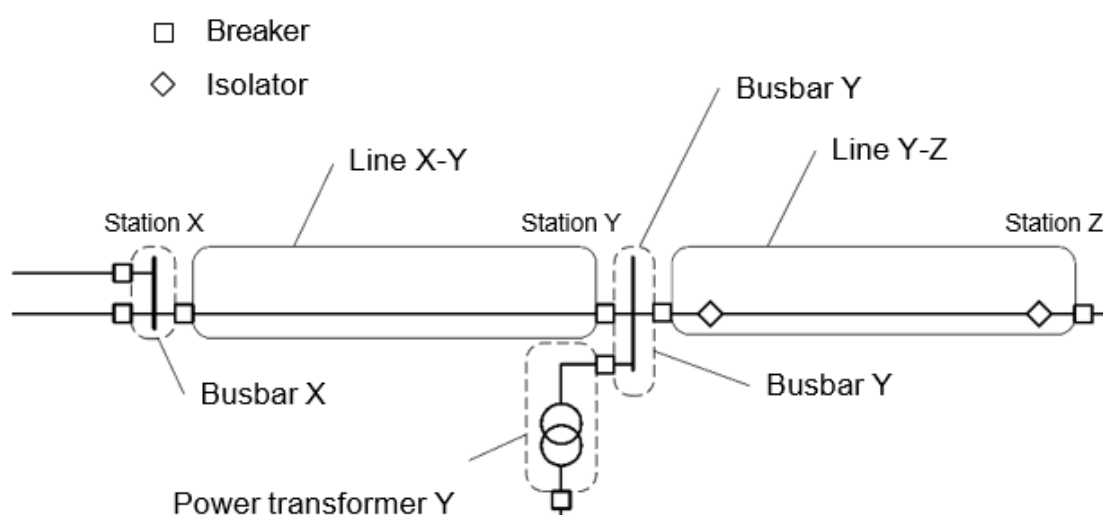 Breaker
Isolator
Busbar Y
Line X-Y
Line Y-Z
Station X
Station Y
Station Z
Busbar X
Busbar Y
Power transformer Y